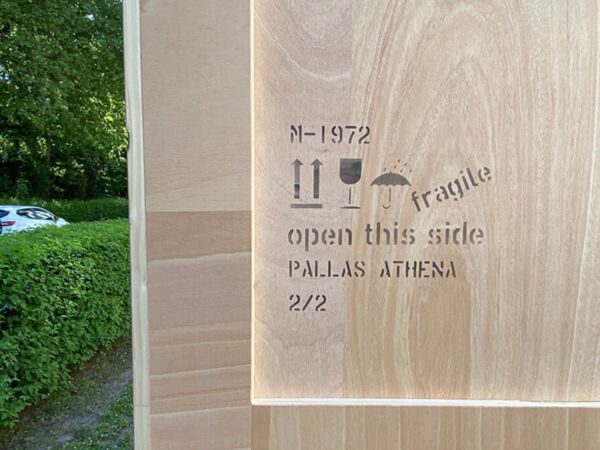 M-1972
fragile
open this side
PALLAS ATHENA
2/2